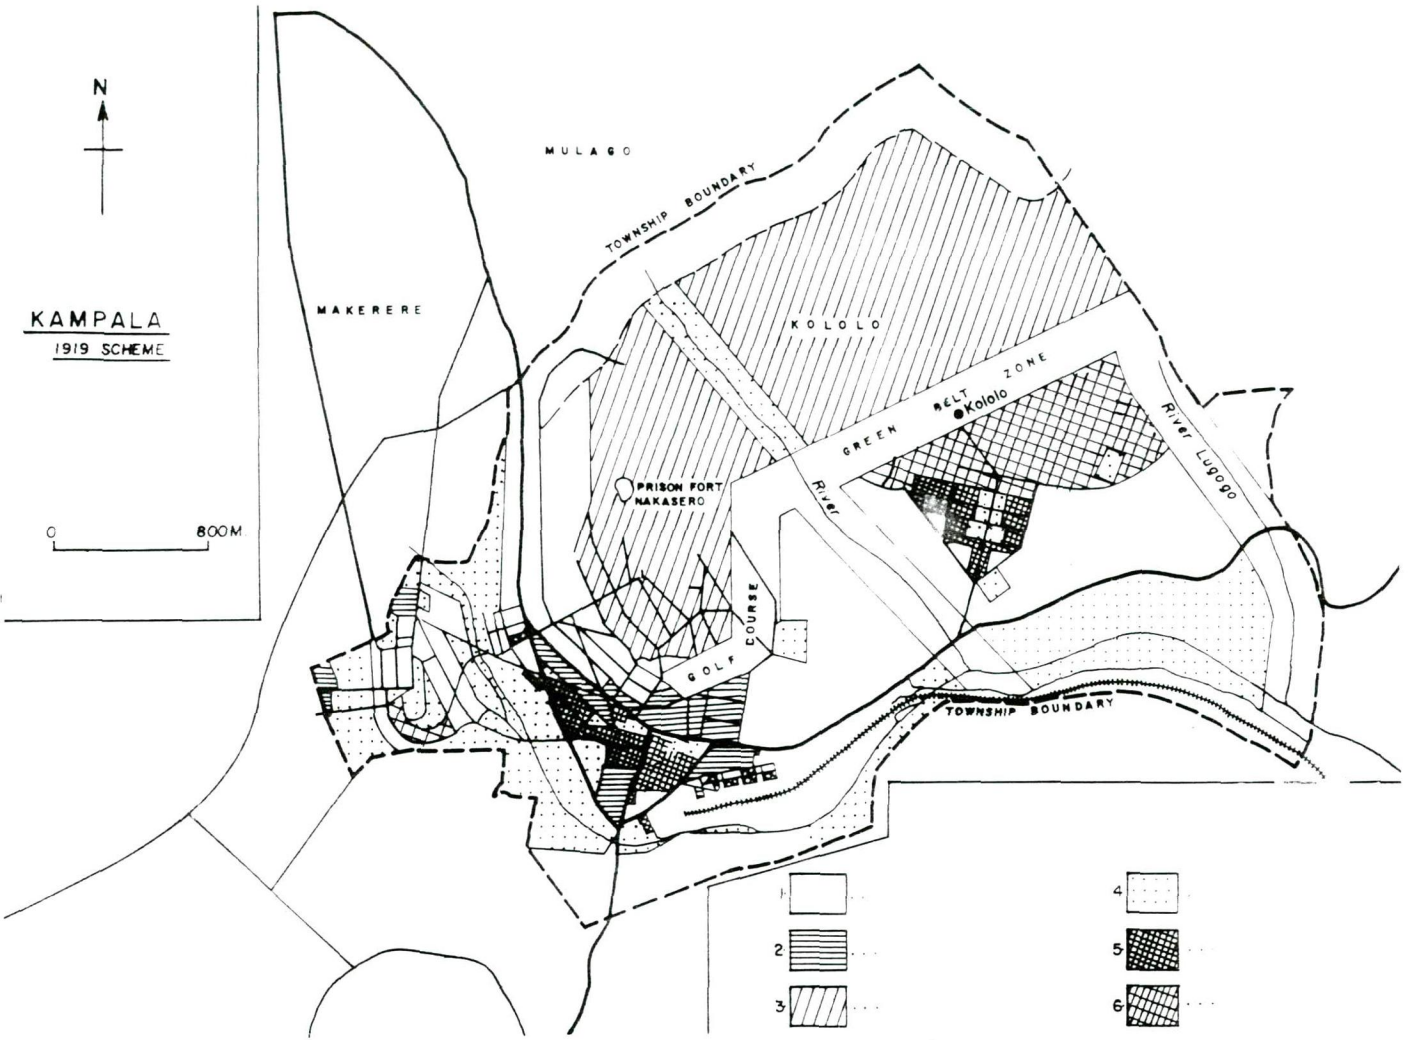 N
KAMPALA
1919 SCHEME
0 800M
MULAGO
MAKERERE
TOWNSHIP BOUNDARY
KOLOLO
GREEN BELT ZONE
Kololo
River Lugogo
River
PRISON FORT
NAKASERO
GOLF COURSE
TOWNSHIP BOUNDARY
1
2
3
4
5
6